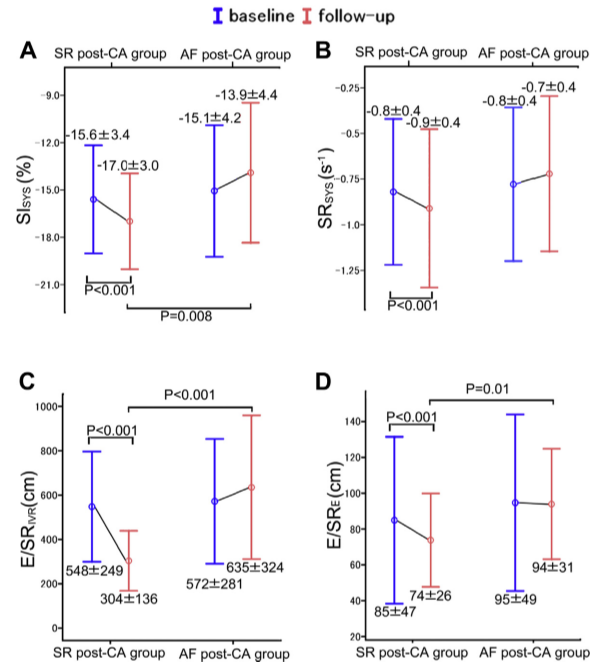 baseline follow-up
A SR post-CA group AF post-CA group
SISYS (%)
-9.0
-12.0
-15.0
-18.0
-21.0
-15.6±3.4
-17.0±3.0
-15.1±4.2
-13.9±4.4
P<0.001
P=0.008
B SR post-CA group AF post-CA group
SRSYS (s-1)
-0.25
-0.5
-0.75
-1.0
-1.25
-0.8±0.4
-0.9±0.4
-0.8±0.4
-0.7±0.4
P<0.001
C
E/SRIVR(cm)
1000
800
600
400
200
0
P<0.001
P<0.001
548±249
304±136
572±281
635±324
SR post-CA group AF post-CA group
D
E/SRE(cm)
140
120
100
80
60
40
20
P=0.01
P<0.001
85±47
74±26
95±49
94±31
SR post-CA group AF post-CA group